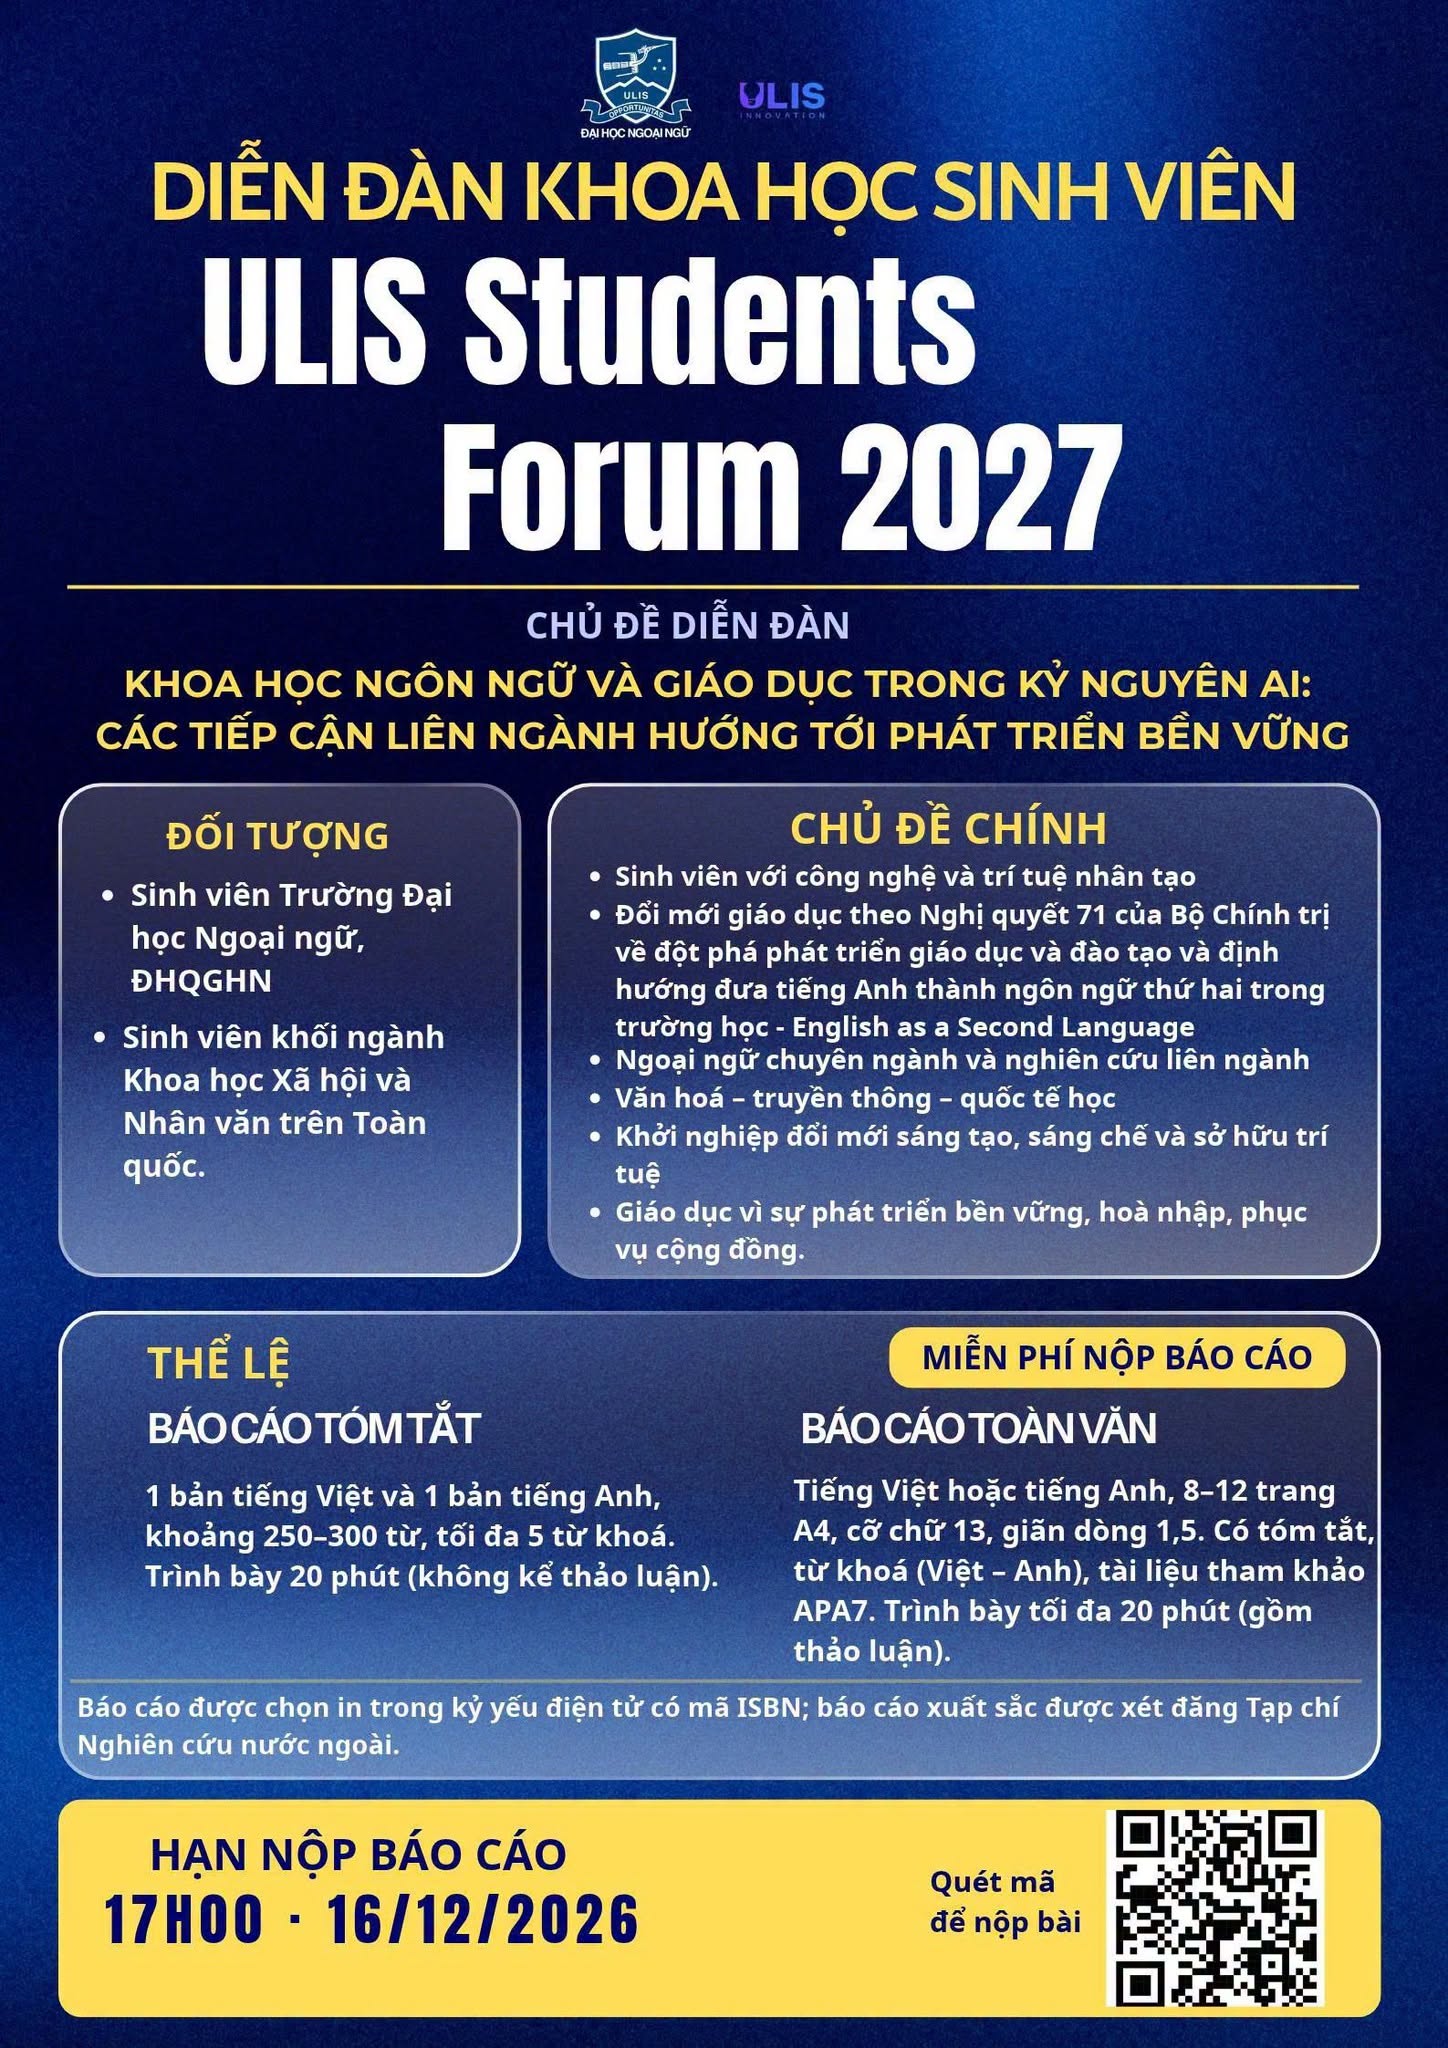 ULIS
OPPORTUNITAS
ĐẠI HỌC NGOẠI NGỮ
ULIS
INNOVATION
DIỄN ĐÀN KHOA HỌC SINH VIÊN
ULIS Students
Forum 2027
CHỦ ĐỀ DIỄN ĐÀN
KHOA HỌC NGÔN NGỮ VÀ GIÁO DỤC TRONG KỶ NGUYÊN AI:
CÁC TIẾP CẬN LIÊN NGÀNH HƯỚNG TỚI PHÁT TRIỂN BỀN VỮNG
ĐỐI TƯỢNG
• Sinh viên Trường Đại
học Ngoại ngữ,
ĐHQGHN
• Sinh viên khối ngành
Khoa học Xã hội và
Nhân văn trên Toàn
quốc.
CHỦ ĐỀ CHÍNH
• Sinh viên với công nghệ và trí tuệ nhân tạo
• Đổi mới giáo dục theo Nghị quyết 71 của Bộ Chính trị
về đột phá phát triển giáo dục và đào tạo và định
hướng đưa tiếng Anh thành ngôn ngữ thứ hai trong
trường học - English as a Second Language
• Ngoại ngữ chuyên ngành và nghiên cứu liên ngành
• Văn hoá – truyền thông – quốc tế học
• Khởi nghiệp đổi mới sáng tạo, sáng chế và sở hữu trí
tuệ
• Giáo dục vì sự phát triển bền vững, hoà nhập, phục
vụ cộng đồng.
THỂ LỆ
MIỄN PHÍ NỘP BÁO CÁO
BÁO CÁO TÓM TẮT
1 bản tiếng Việt và 1 bản tiếng Anh,
khoảng 250–300 từ, tối đa 5 từ khoá.
Trình bày 20 phút (không kể thảo luận).
BÁO CÁO TOÀN VĂN
Tiếng Việt hoặc tiếng Anh, 8–12 trang
A4, cỡ chữ 13, giãn dòng 1,5. Có tóm tắt,
từ khoá (Việt – Anh), tài liệu tham khảo
APA7. Trình bày tối đa 20 phút (gồm
thảo luận).
Báo cáo được chọn in trong kỷ yếu điện tử có mã ISBN; báo cáo xuất sắc được xét đăng Tạp chí
Nghiên cứu nước ngoài.
HẠN NỘP BÁO CÁO
17H00 · 16/12/2026
Quét mã
để nộp bài